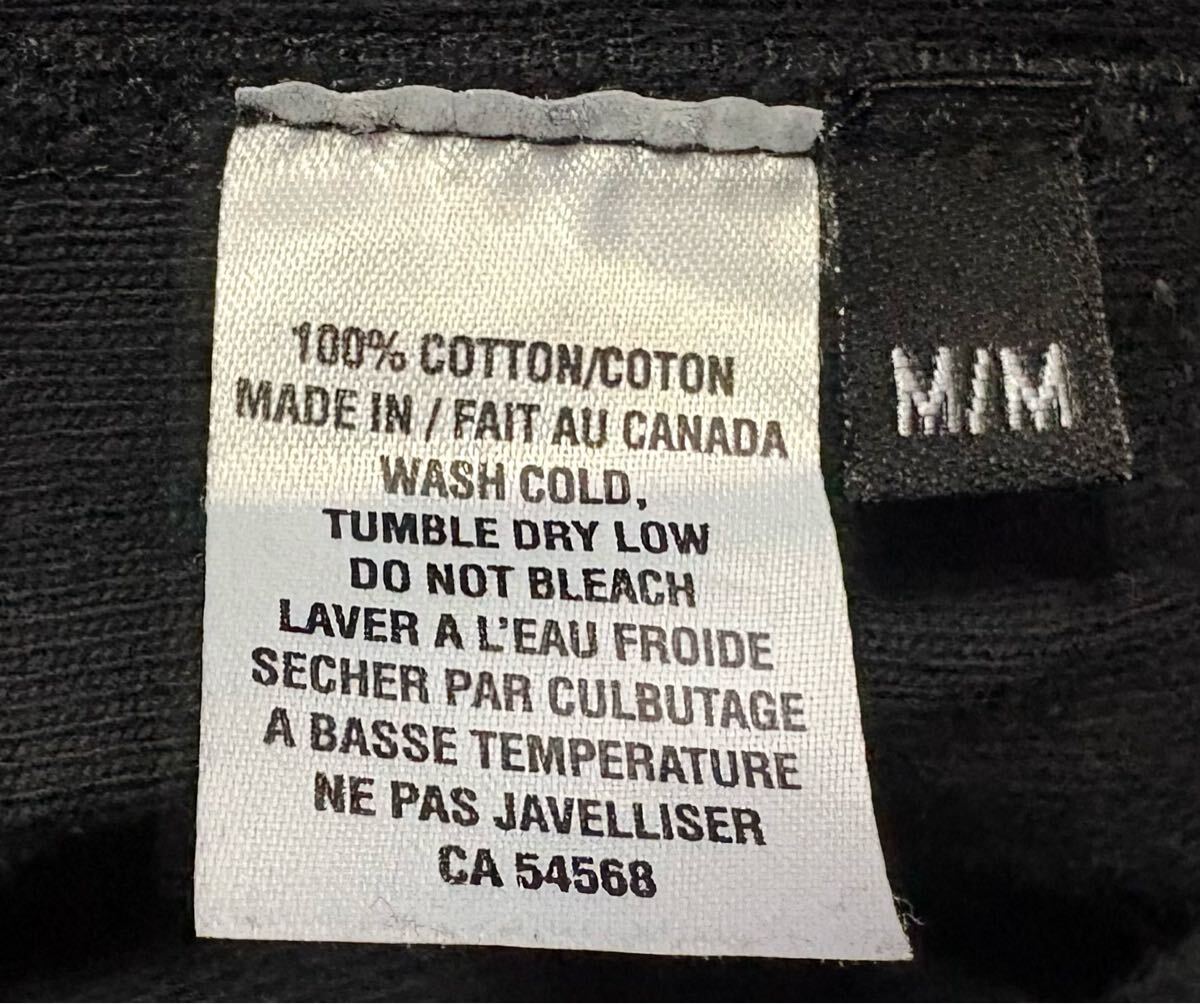 100% COTTON/COTON
MADE IN / FAIT AU CANADA
WASH COLD,
TUMBLE DRY LOW
DO NOT BLEACH
LAVER A L'EAU FROIDE
SECHER PAR CULBUTAGE
A BASSE TEMPERATURE
NE PAS JAVELLISER
CA 54568
M/M